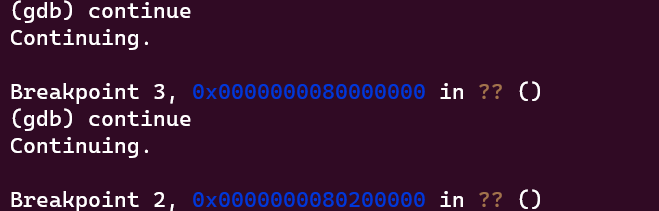 (gdb) continue
Continuing.
Breakpoint 3, 0x0000000080000000 in ?? ()
(gdb) continue
Continuing.
Breakpoint 2, 0x0000000080200000 in ?? ()